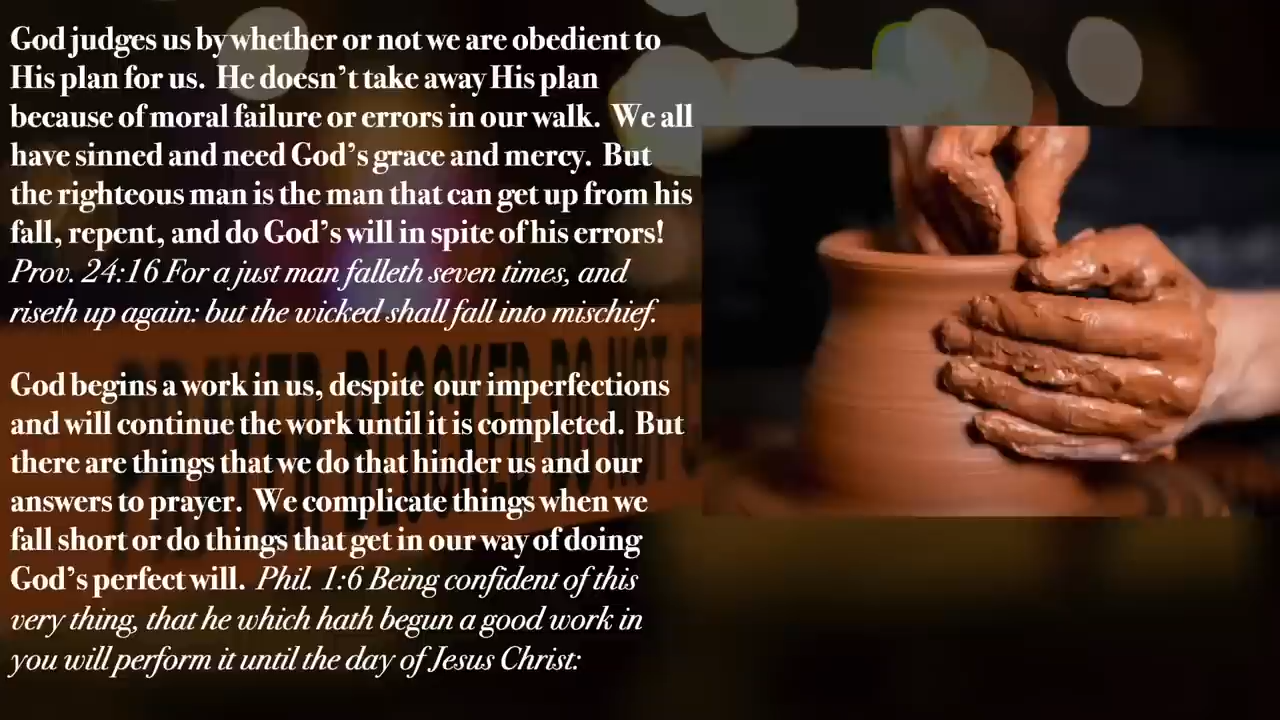 God judges us by whether or not we are obedient to
His plan for us.  He doesn't take away His plan
because of moral failure or errors in our walk.  We all
have sinned and need God's grace and mercy.  But
the righteous man is the man that can get up from his
fall, repent, and do God's will in spite of his errors!
Prov. 24:16 For a just man falleth seven times, and
riseth up again: but the wicked shall fall into mischief.
God begins a work in us, despite  our imperfections
and will continue the work until it is completed.  But
there are things that we do that hinder us and our
answers to prayer.  We complicate things when we
fall short or do things that get in our way of doing
God's perfect will.  Phil. 1:6 Being confident of this
very thing, that he which hath begun a good work in
you will perform it until the day of Jesus Christ:
PRAYER BLOCKED DO NOT